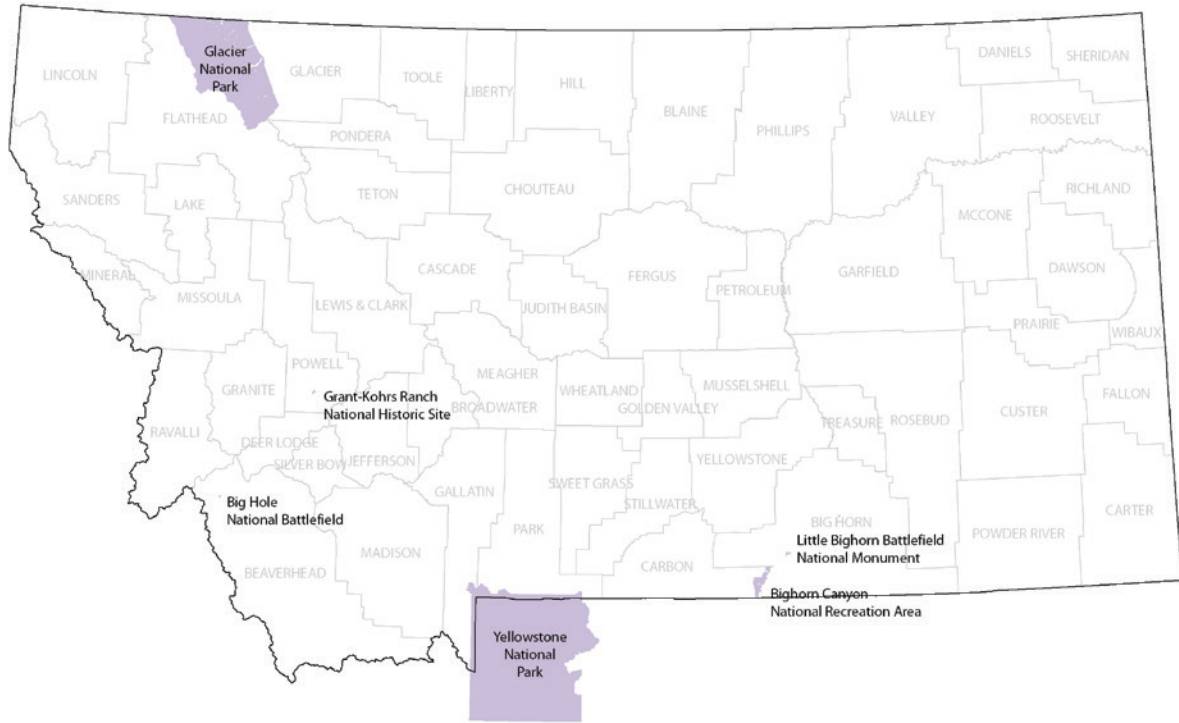 Glacier
National
Park
DANIELS
SHERIDAN
LINCOLN
GLACIER
TOOLE
LIBERTY
HILL
BLAINE
PHILLIPS
VALLEY
ROOSEVELT
FLATHEAD
PONDERA
SANDERS
LAKE
TETON
CHOUTEAU
RICHLAND
MCCONE
MINERAL
MISSOULA
LEWIS & CLARK
CASCADE
JUDITH BASIN
FERGUS
PETROLEUM
GARFIELD
DAWSON
PRAIRIE
WIBAUX
POWELL
GRANITE
Grant-Kohrs Ranch
National Historic Site
MEAGHER
BROADWATER
WHEATLAND
GOLDEN VALLEY
MUSSELSHELL
TREASURE
ROSEBUD
CUSTER
FALLON
RAVALLI
DEER LODGE
SILVER BOW
JEFFERSON
GALLATIN
PARK
SWEET GRASS
STILLWATER
YELLOWSTONE
Big Hole
National Battlefield
BIG HORN
Little Bighorn Battlefield
National Monument
POWDER RIVER
CARTER
MADISON
BEAVERHEAD
CARBON
Bighorn Canyon
National Recreation Area
Yellowstone
National
Park